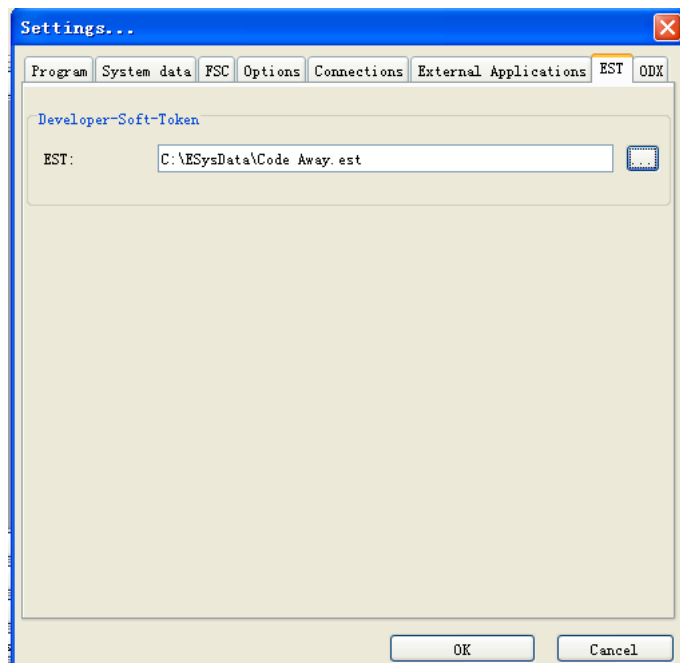 Settings...
Program System data FSC Options Connections External Applications EST ODX
Developer-Soft-Token
EST: C:\ESysData\Code Away.est ...
OK Cancel